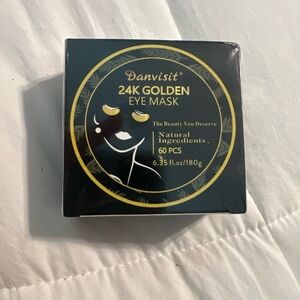 Danvisit®
24K GOLDEN
EYE MASK
The Beauty You Deserve
Natural
Ingredients.
60 PCS
6.35 fl.oz/180g